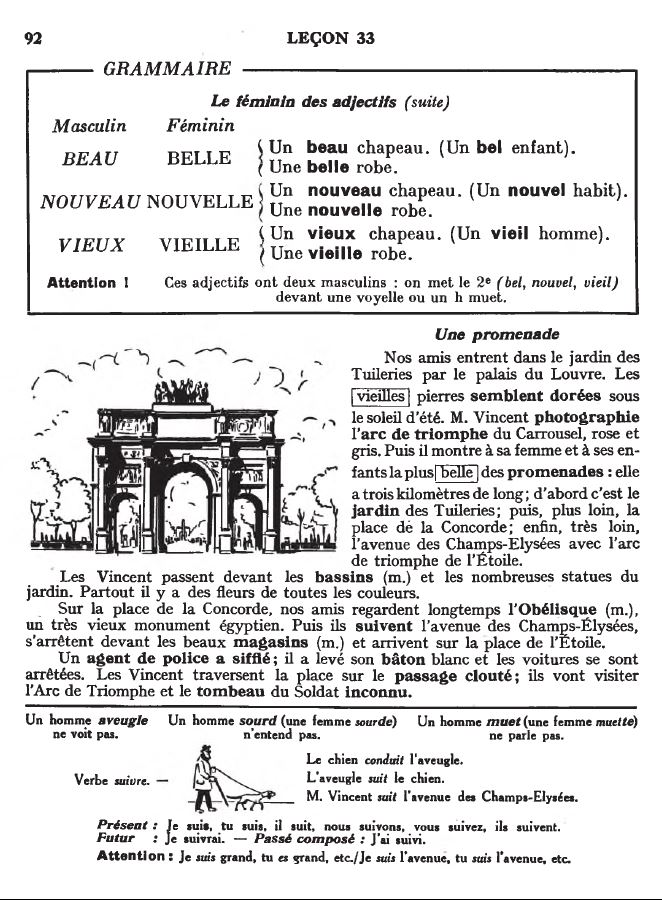 92
LEÇON 33
GRAMMAIRE
Le féminin des adjectifs (suite)
Masculin Féminin
BEAU BELLE { Un beau chapeau. (Un bel enfant).
Une belle robe.
NOUVEAU NOUVELLE { Un nouveau chapeau. (Un nouvel habit).
Une nouvelle robe.
VIEUX VIEILLE { Un vieux chapeau. (Un vieil homme).
Une vieille robe.
Attention ! Ces adjectifs ont deux masculins : on met le 2e (bel, nouvel, vieil)
devant une voyelle ou un h muet.
Une promenade
Nos amis entrent dans le jardin des
Tuileries par le palais du Louvre. Les
vieilles pierres semblent dorées sous
le soleil d'été. M. Vincent photographie
l'arc de triomphe du Carrousel, rose et
gris. Puis il montre à sa femme et à ses en-
fants la plus belle des promenades : elle
a trois kilomètres de long ; d'abord c'est le
jardin des Tuileries ; puis, plus loin, la
place de la Concorde ; enfin, très loin,
l'avenue des Champs-Elysées avec l'arc
de triomphe de l'Étoile.
Les Vincent passent devant les bassins (m.) et les nombreuses statues du
jardin. Partout il y a des fleurs de toutes les couleurs.
Sur la place de la Concorde, nos amis regardent longtemps l'Obélisque (m.),
un très vieux monument égyptien. Puis ils suivent l'avenue des Champs-Élysées,
s'arrêtent devant les beaux magasins (m.) et arrivent sur la place de l'Étoile.
Un agent de police a sifflé ; il a levé son bâton blanc et les voitures se sont
arrêtées. Les Vincent traversent la place sur le passage clouté ; ils vont visiter
l'Arc de Triomphe et le tombeau du Soldat inconnu.
Un homme aveugle Un homme sourd (une femme sourde) Un homme muet (une femme muette)
ne voit pas. n'entend pas. ne parle pas.
Le chien conduit l'aveugle.
Verbe suivre. — L'aveugle suit le chien.
M. Vincent suit l'avenue des Champs-Elysées.
Présent : Je suis, tu suis, il suit, nous suivons, vous suivez, ils suivent.
Futur : Je suivrai. — Passé composé : J'ai suivi.
Attention : Je suis grand, tu es grand, etc./Je suis l'avenue, tu suis l'avenue, etc.